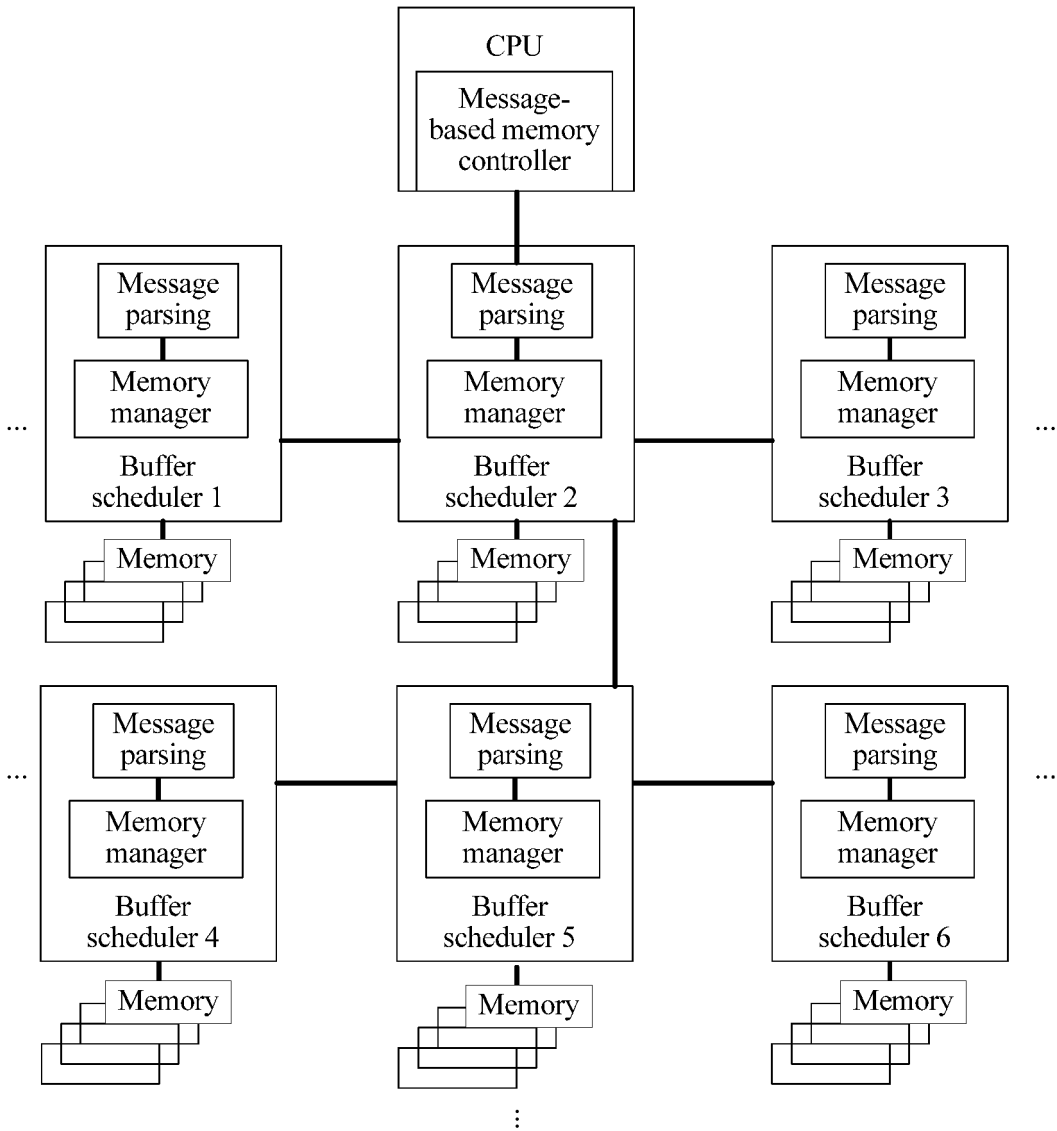 CPU
Message-
based memory
controller
Message
parsing
Memory
manager
Buffer
scheduler 1
Memory
Message
parsing
Memory
manager
Buffer
scheduler 2
Memory
Message
parsing
Memory
manager
Buffer
scheduler 3
Memory
...
...
Message
parsing
Memory
manager
Buffer
scheduler 4
Memory
Message
parsing
Memory
manager
Buffer
scheduler 5
Memory
Message
parsing
Memory
manager
Buffer
scheduler 6
Memory
...
...
...